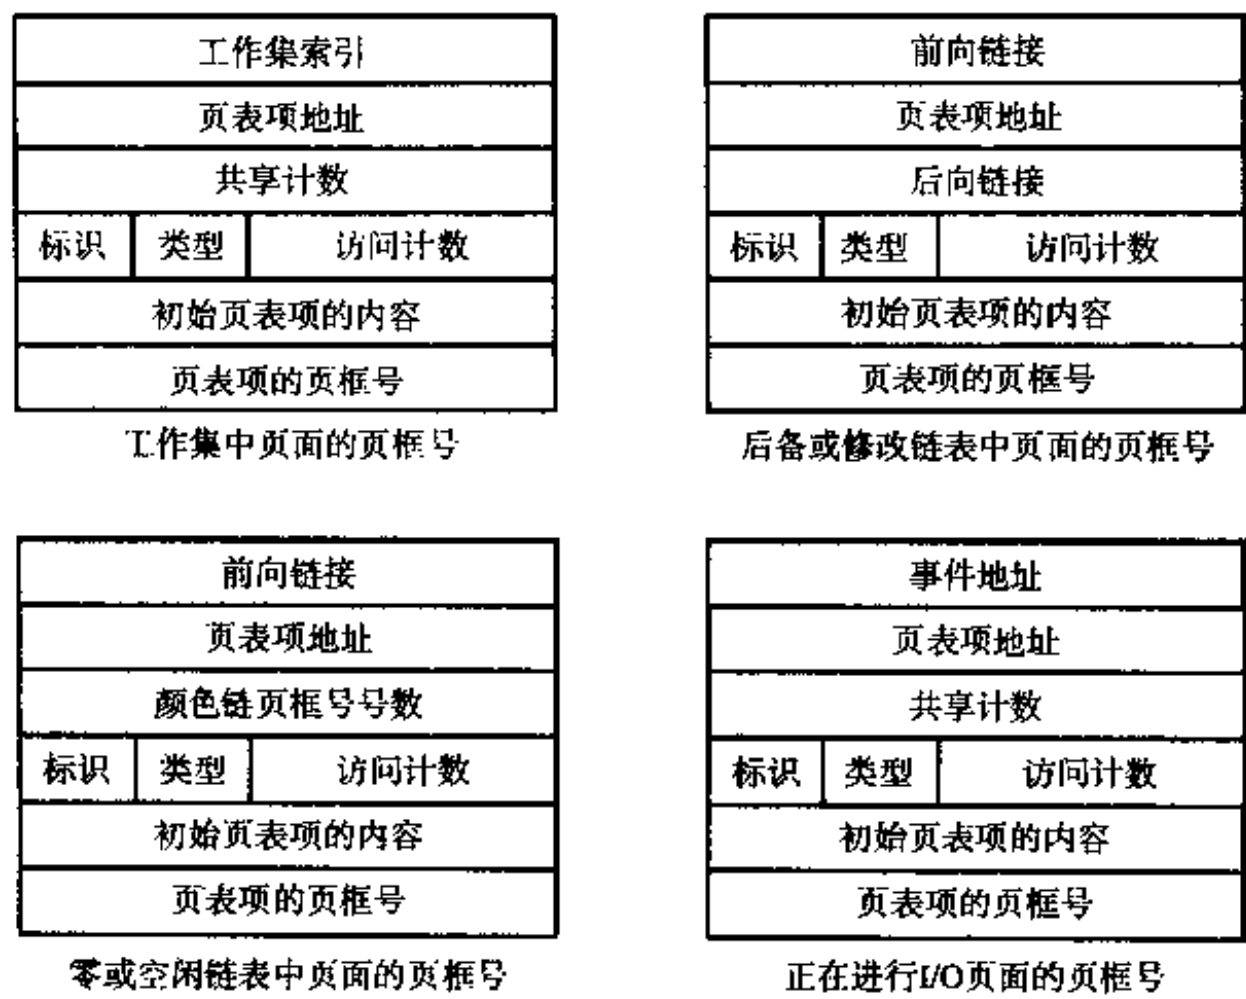 工作集索引
页表项地址
共享计数
标识 类型 访问计数
初始页表项的内容
页表项的页框号
工作集中页面的页框号
前向链接
页表项地址
后向链接
标识 类型 访问计数
初始页表项的内容
页表项的页框号
后备或修改链表中页面的页框号
前向链接
页表项地址
颜色链页框号号数
标识 类型 访问计数
初始页表项的内容
页表项的页框号
零或空闲链表中页面的页框号
事件地址
页表项地址
共享计数
标识 类型 访问计数
初始页表项的内容
页表项的页框号
正在进行I/O页面的页框号